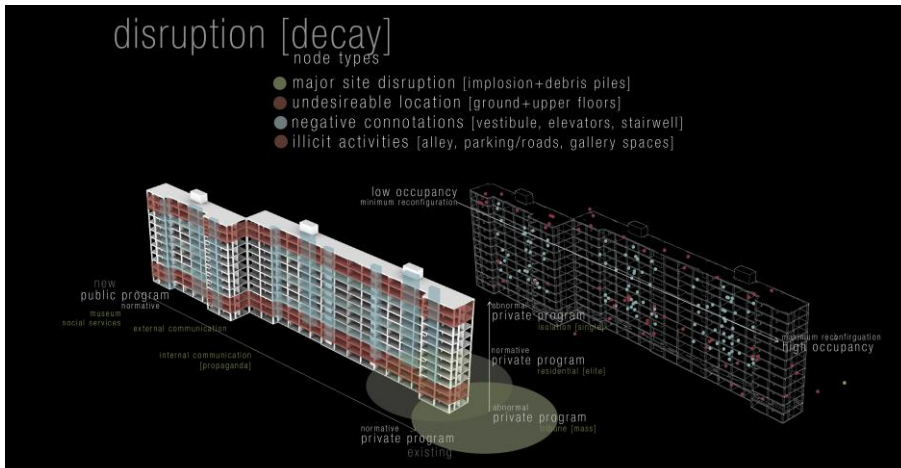 disruption [decay]
node types
major site disruption [implosion+debris piles]
undesireable location [ground+upper floors]
negative connotations [vestibule, elevators, stairwell]
illicit activities [alley, parking/roads, gallery spaces]
low occupancy
minimum reconfiguration
new
public program
normative
museum
social services
external communication
internal communication
[propaganda]
abnormal
private program
isolation [single]
normative
private program
residential [elite]
abnormal
private program
[mass]
normative
private program
existing
maximum reconfirguation
high occupancy